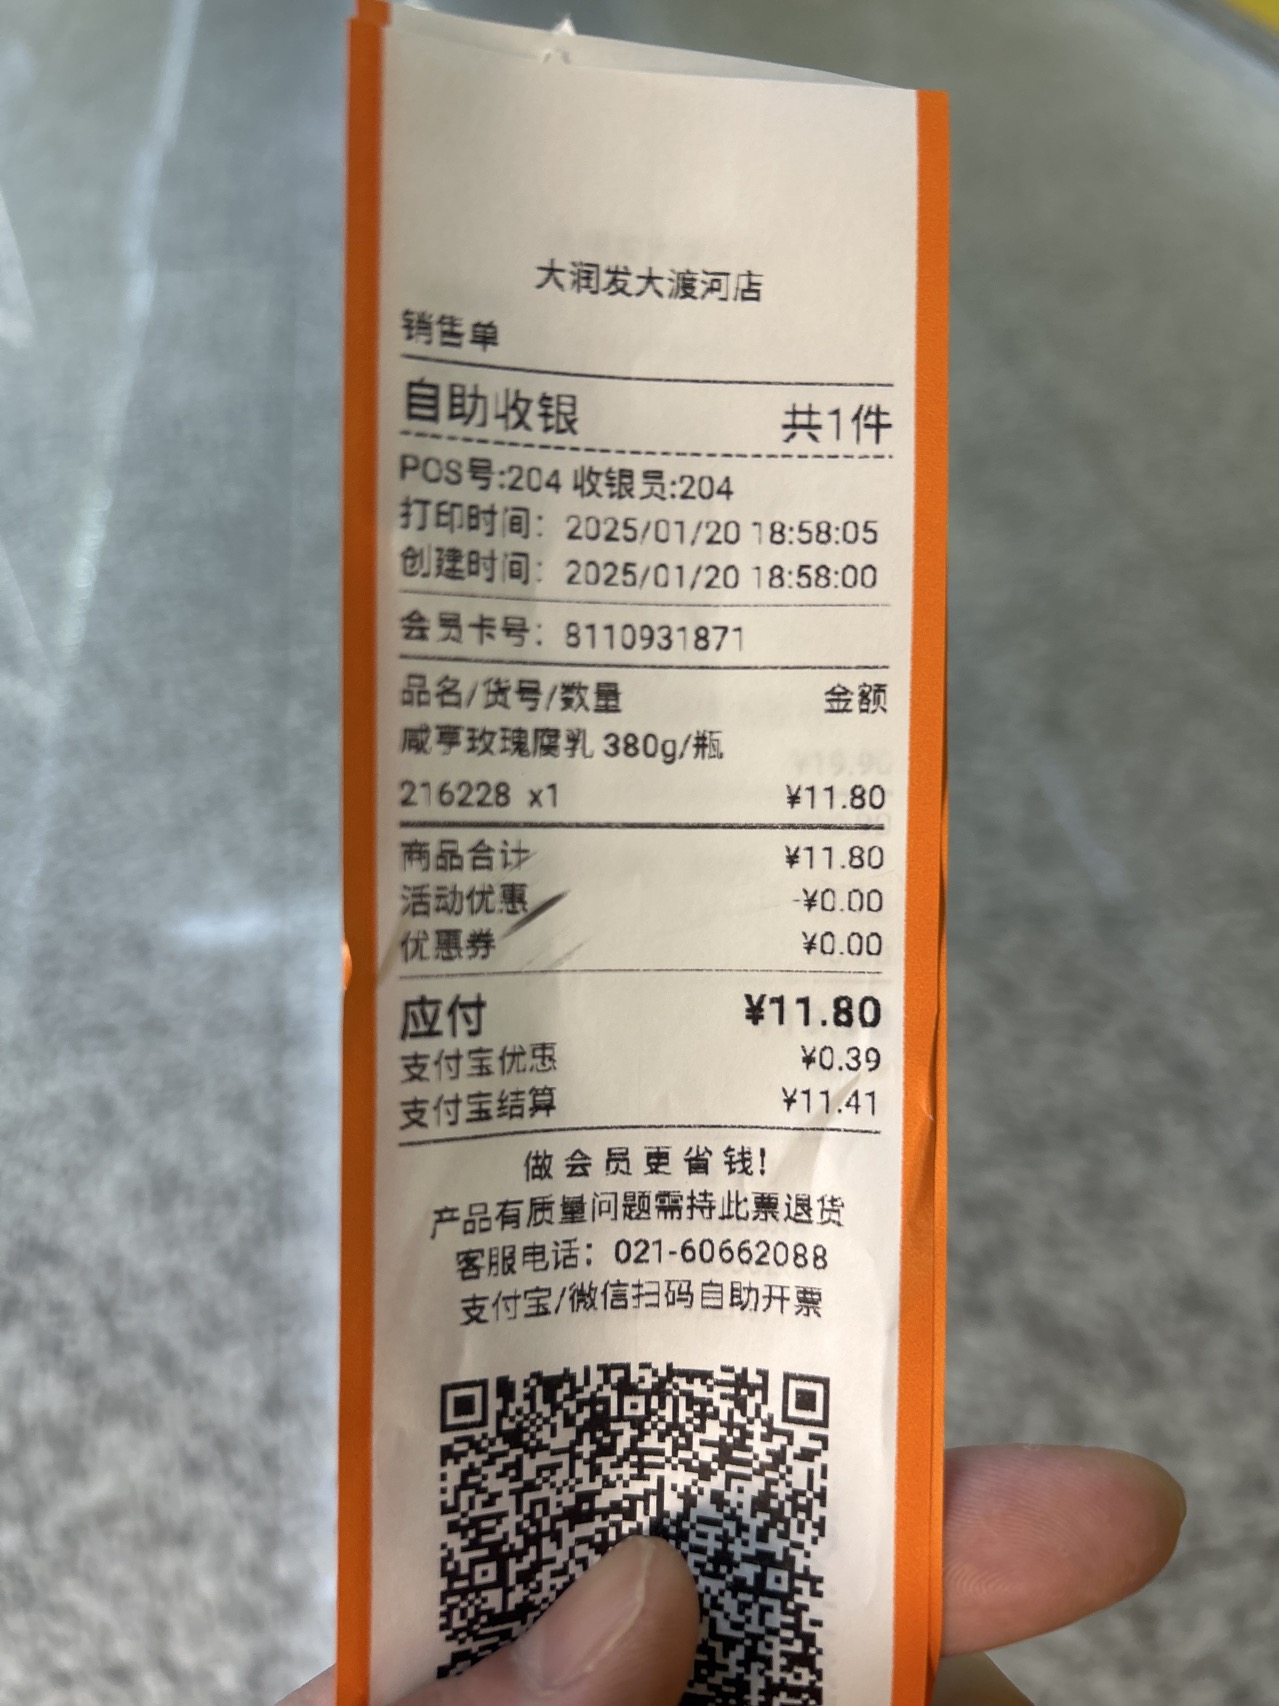 大润发大渡河店
销售单
自助收银 共1件
POS号:204 收银员:204
打印时间： 2025/01/20 18:58:05
创建时间： 2025/01/20 18:58:00
会员卡号： 8110931871
品名/货号/数量 金额
咸亨玫瑰腐乳 380g/瓶
216228 x1 ¥11.80
商品合计 ¥11.80
活动优惠 -¥0.00
优惠券 ¥0.00
应付 ¥11.80
支付宝优惠 ¥0.39
支付宝结算 ¥11.41
做会员更省钱!
产品有质量问题需持此票退货
客服电话：021-60662088
支付宝/微信扫码自助开票